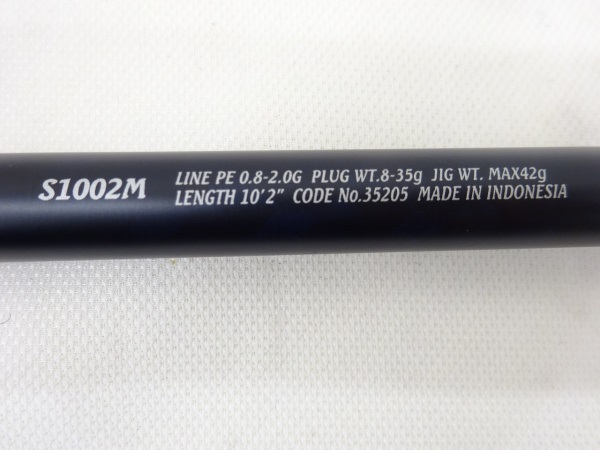 S1002M
LINE PE 0.8-2.0G PLUG WT.8-35g JIG WT. MAX42g
LENGTH 10'2" CODE No.35205 MADE IN INDONESIA